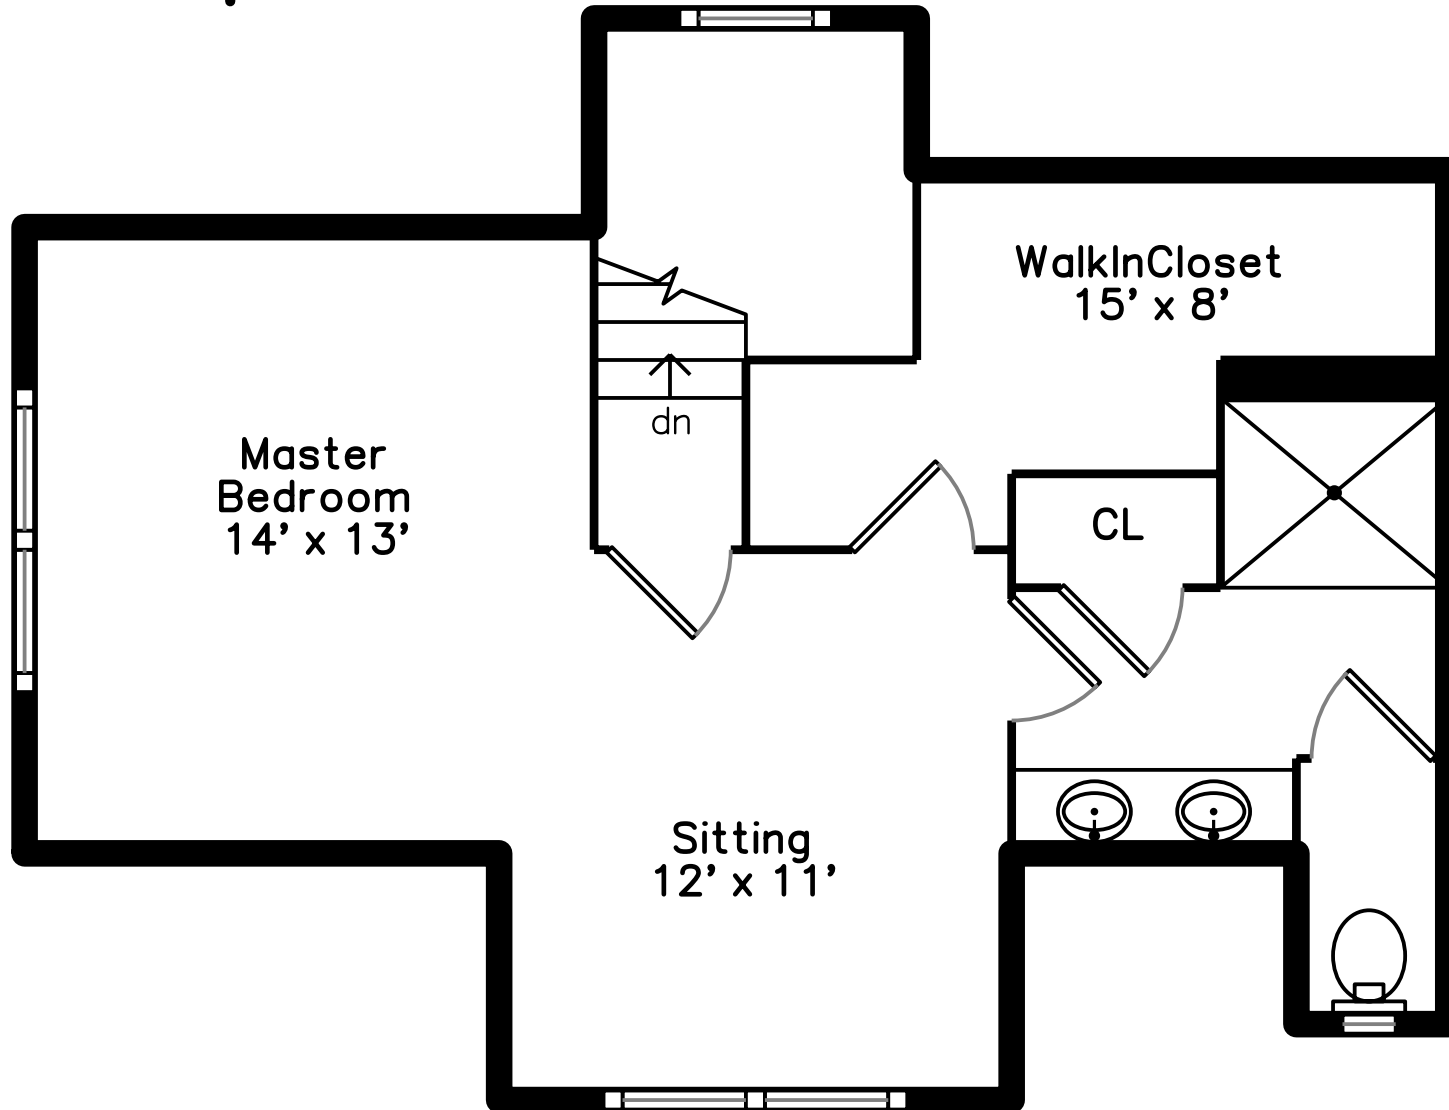 WalkInCloset
15' x 8'
dn
Master
Bedroom
14' x 13'
CL
Sitting
12' x 11'